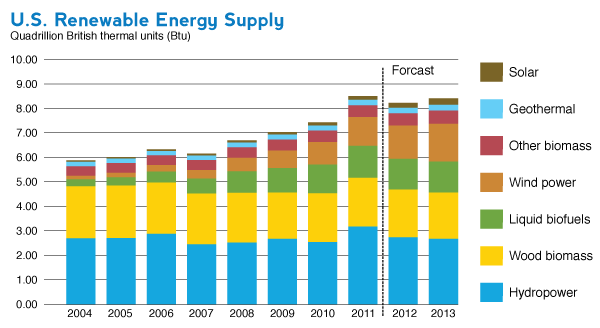 U.S. Renewable Energy Supply
Quadrillion British thermal units (Btu)
10.00
9.00
8.00
7.00
6.00
5.00
4.00
3.00
2.00
1.00
0.00
Forcast
2004 2005 2006 2007 2008 2009 2010 2011 2012 2013
Solar
Geothermal
Other biomass
Wind power
Liquid biofuels
Wood biomass
Hydropower